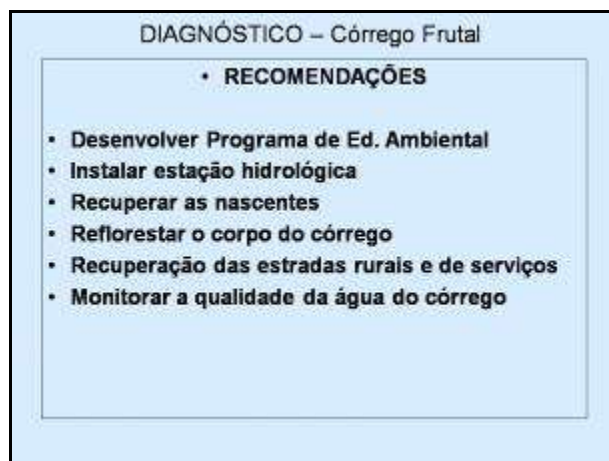 DIAGNÓSTICO – Córrego Frutal
• RECOMENDAÇÕES
• Desenvolver Programa de Ed. Ambiental
• Instalar estação hidrológica
• Recuperar as nascentes
• Reflorestar o corpo do córrego
• Recuperação das estradas rurais e de serviços
• Monitorar a qualidade da água do córrego